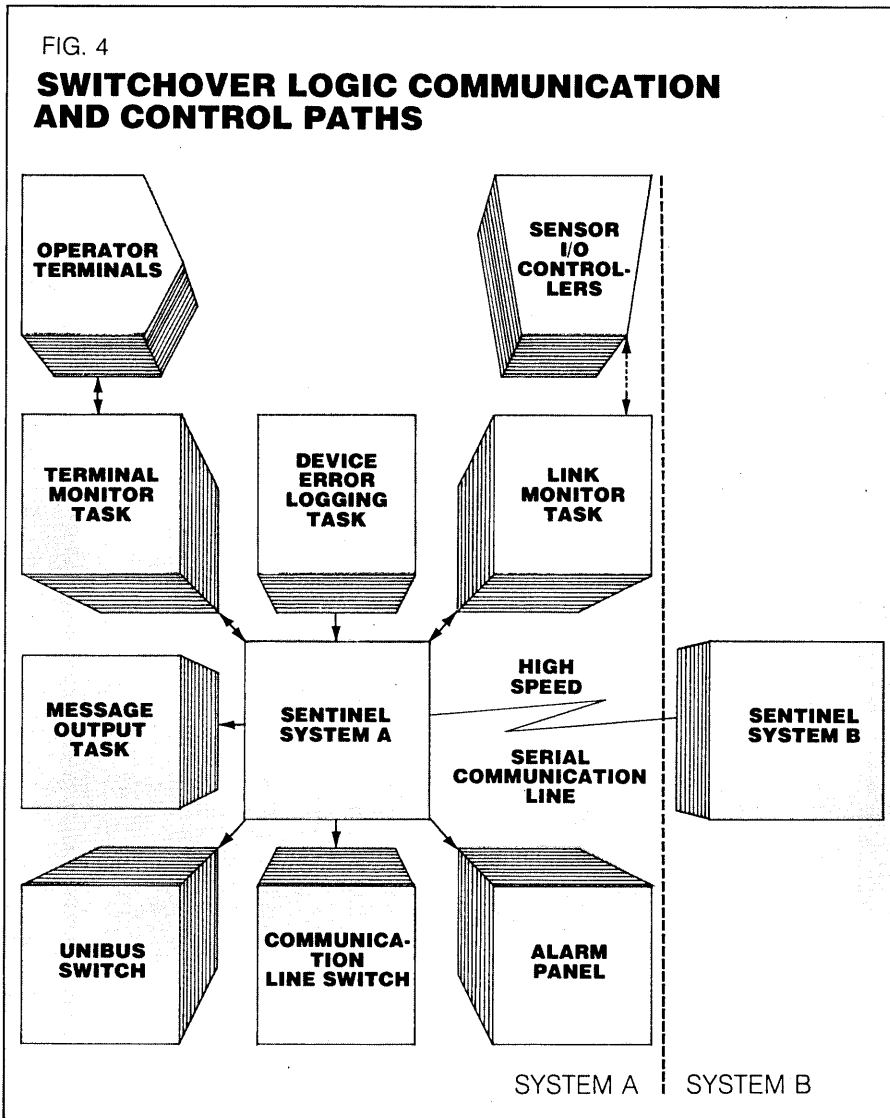 FIG. 4
SWITCHOVER LOGIC COMMUNICATION
AND CONTROL PATHS
OPERATOR
TERMINALS
SENSOR
I/O
CONTROL-
LERS
TERMINAL
MONITOR
TASK
DEVICE
ERROR
LOGGING
TASK
LINK
MONITOR
TASK
MESSAGE
OUTPUT
TASK
SENTINEL
SYSTEM A
HIGH
SPEED
SERIAL
COMMUNICATION
LINE
SENTINEL
SYSTEM B
UNIBUS
SWITCH
COMMUNICA-
TION
LINE SWITCH
ALARM
PANEL
SYSTEM A
SYSTEM B